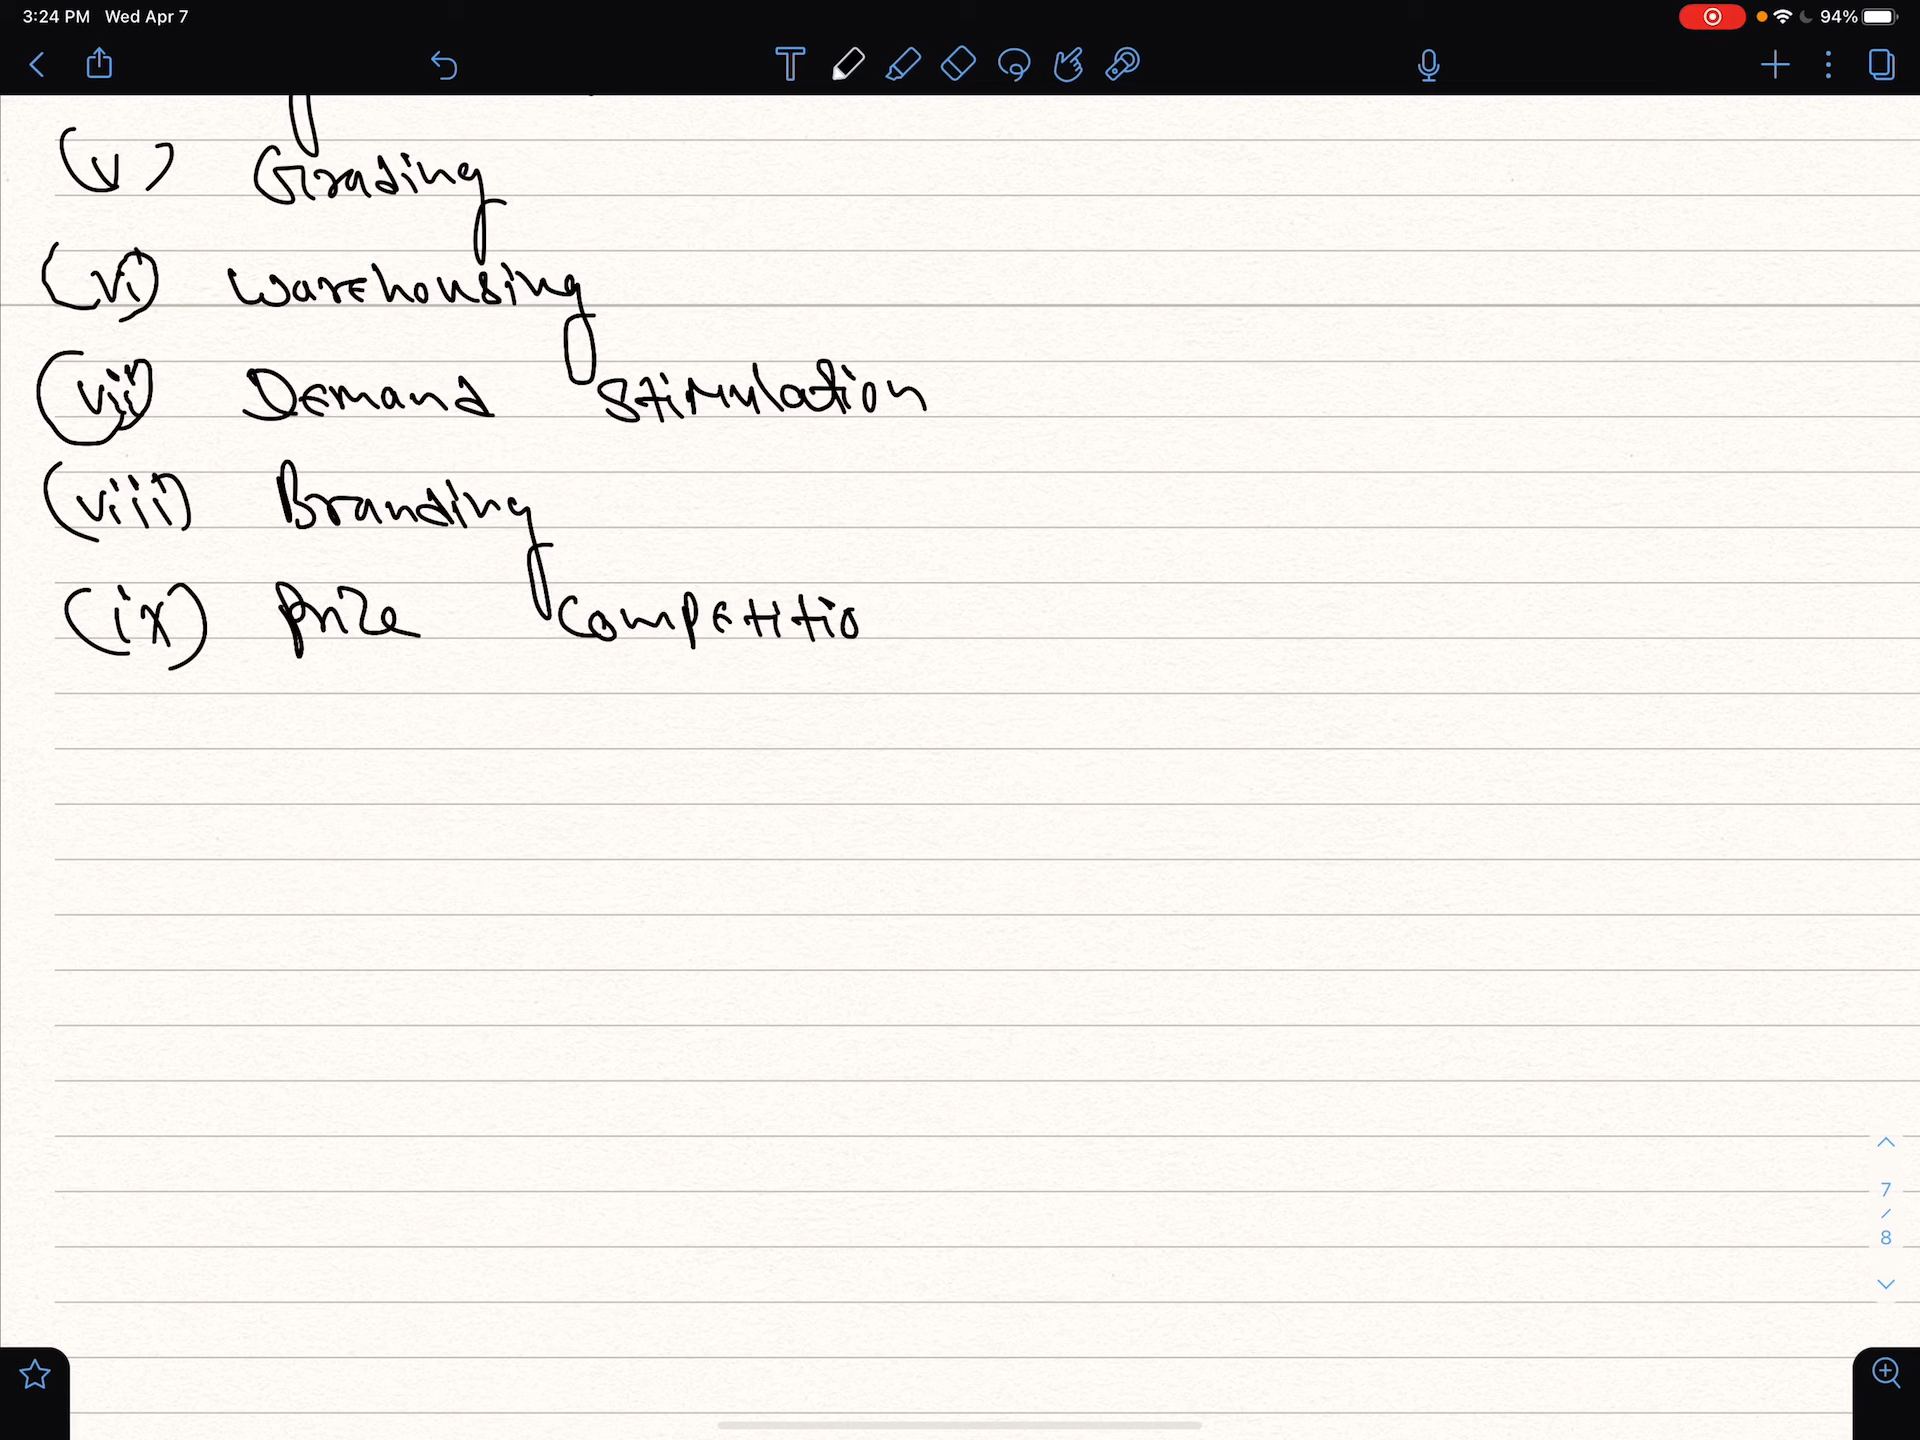 3:24 PM Wed Apr 7
94%
(v) Grading
(vi) Warehousing
(vii) Demand Stimulation
(viii) Branding
(ix) Prize Competitio
7
/
8